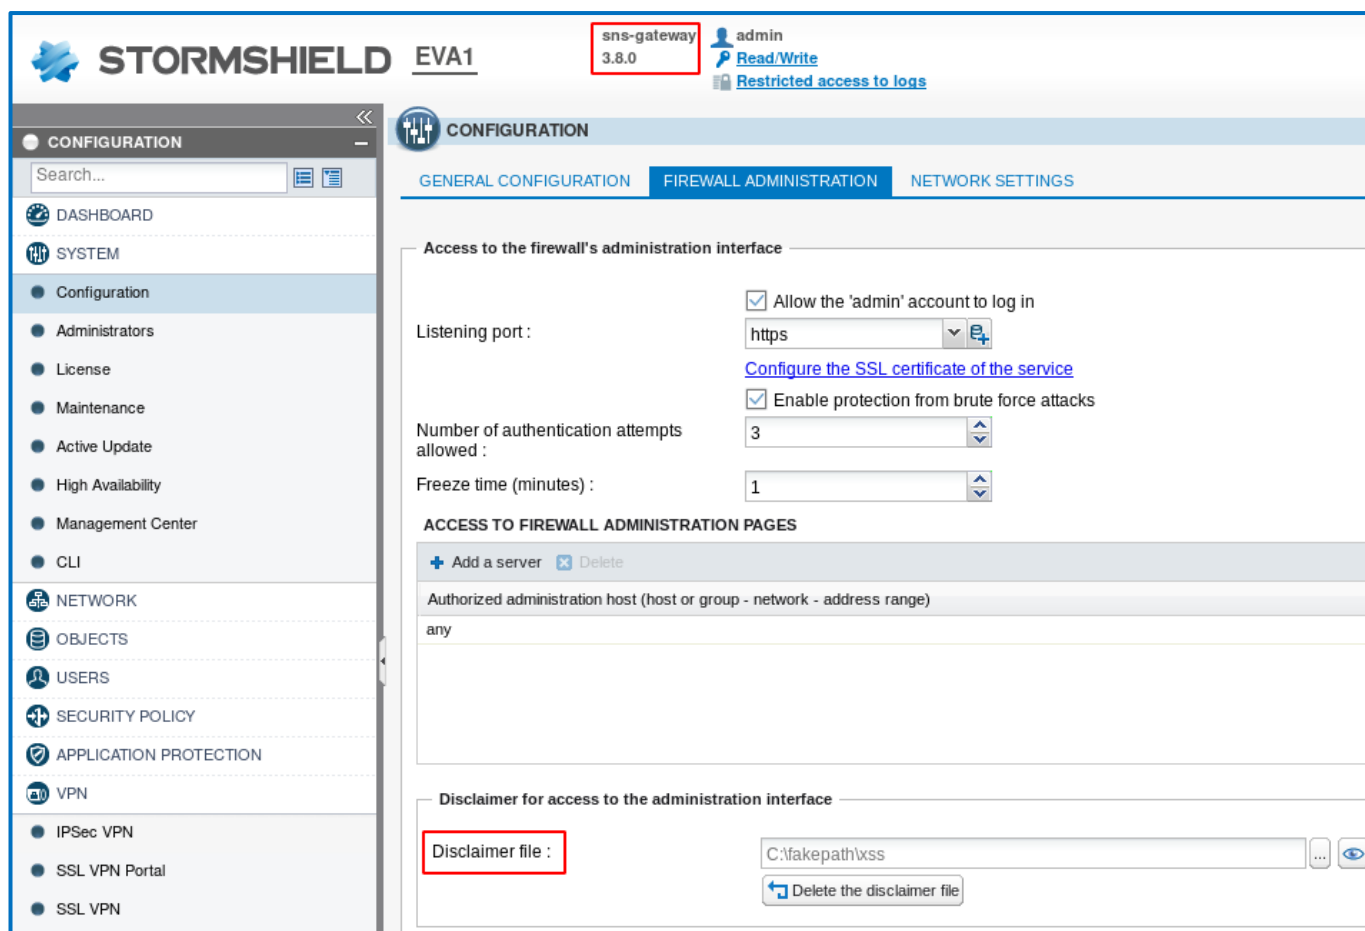 STORMSHIELD EVA1
sns-gateway
3.8.0
admin
Read/Write
Restricted access to logs
CONFIGURATION
Search...
DASHBOARD
SYSTEM
Configuration
Administrators
License
Maintenance
Active Update
High Availability
Management Center
CLI
NETWORK
OBJECTS
USERS
SECURITY POLICY
APPLICATION PROTECTION
VPN
IPSec VPN
SSL VPN Portal
SSL VPN
CONFIGURATION
GENERAL CONFIGURATION FIREWALL ADMINISTRATION NETWORK SETTINGS
Access to the firewall's administration interface
Allow the 'admin' account to log in
Listening port : https
Configure the SSL certificate of the service
Enable protection from brute force attacks
Number of authentication attempts
allowed : 3
Freeze time (minutes) : 1
ACCESS TO FIREWALL ADMINISTRATION PAGES
Add a server Delete
Authorized administration host (host or group - network - address range)
any
Disclaimer for access to the administration interface
Disclaimer file : C:\fakepath\xss ...
Delete the disclaimer file